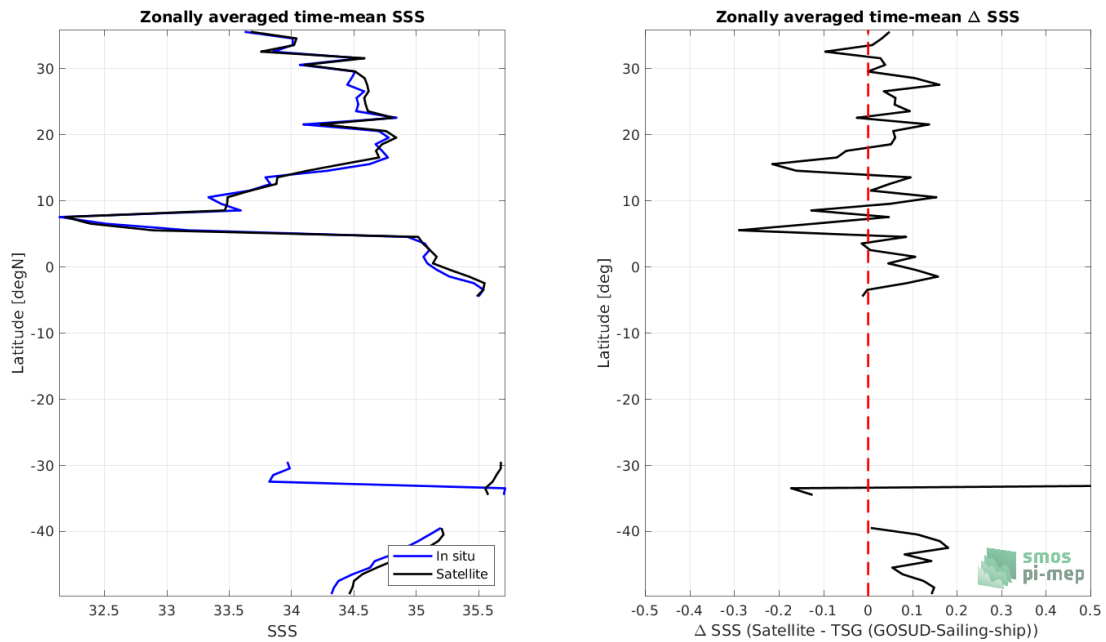 Zonally averaged time-mean SSS
30
20
10
0
-10
-20
-30
-40
Latitude [degN]
32.5 33 33.5 34 34.5 35 35.5
SSS
In situ
Satellite
Zonally averaged time-mean Δ SSS
30
20
10
0
-10
-20
-30
-40
Latitude [deg]
-0.5 -0.4 -0.3 -0.2 -0.1 0 0.1 0.2 0.3 0.4 0.5
Δ SSS (Satellite - TSG (GOSUD-Sailing-ship))
smos
pi-mep